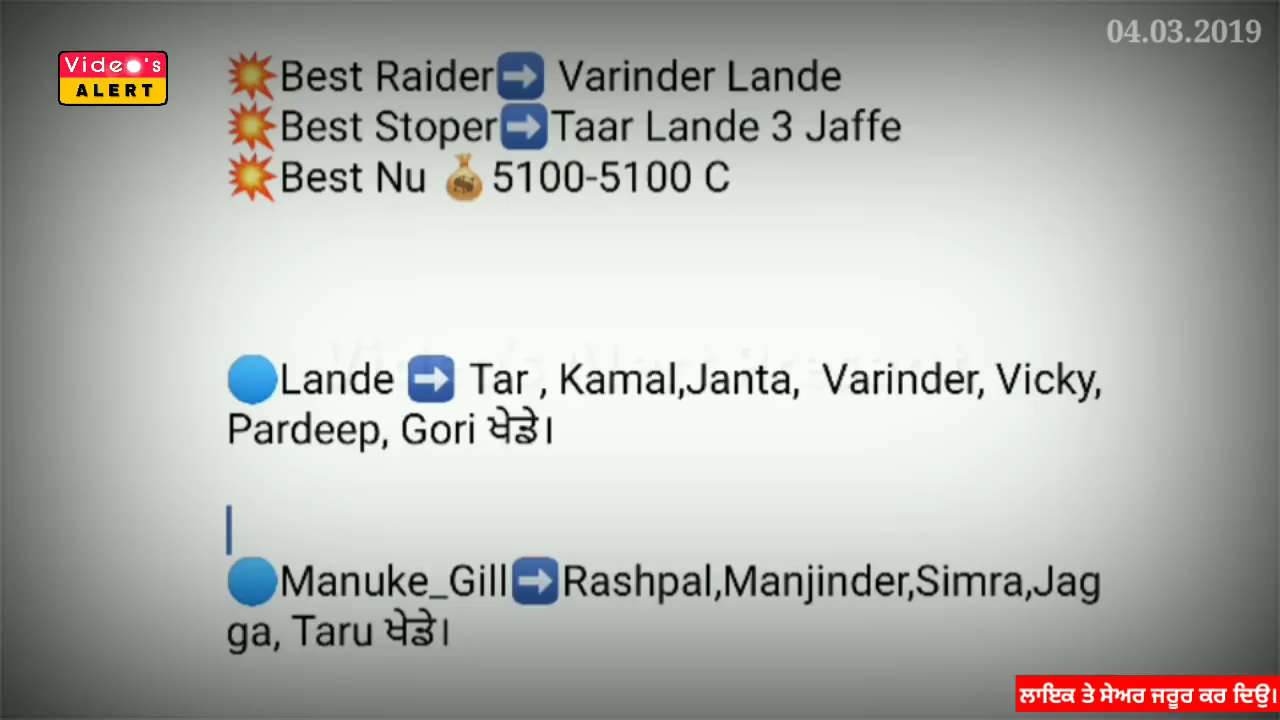 04.03.2019
Video's
ALERT
💥Best Raider➡️ Varinder Lande
💥Best Stoper➡️Taar Lande 3 Jaffe
💥Best Nu 💰5100-5100 C
🔵Lande ➡️ Tar , Kamal,Janta, Varinder, Vicky,
Pardeep, Gori ਖੇਡੇ।
🔵Manuke_Gill➡️Rashpal,Manjinder,Simra,Jag
ga, Taru ਖੇਡੇ।
ਲਾਇਕ ਤੇ ਸੇਅਰ ਜਰੂਰ ਕਰ ਦਿਉ।